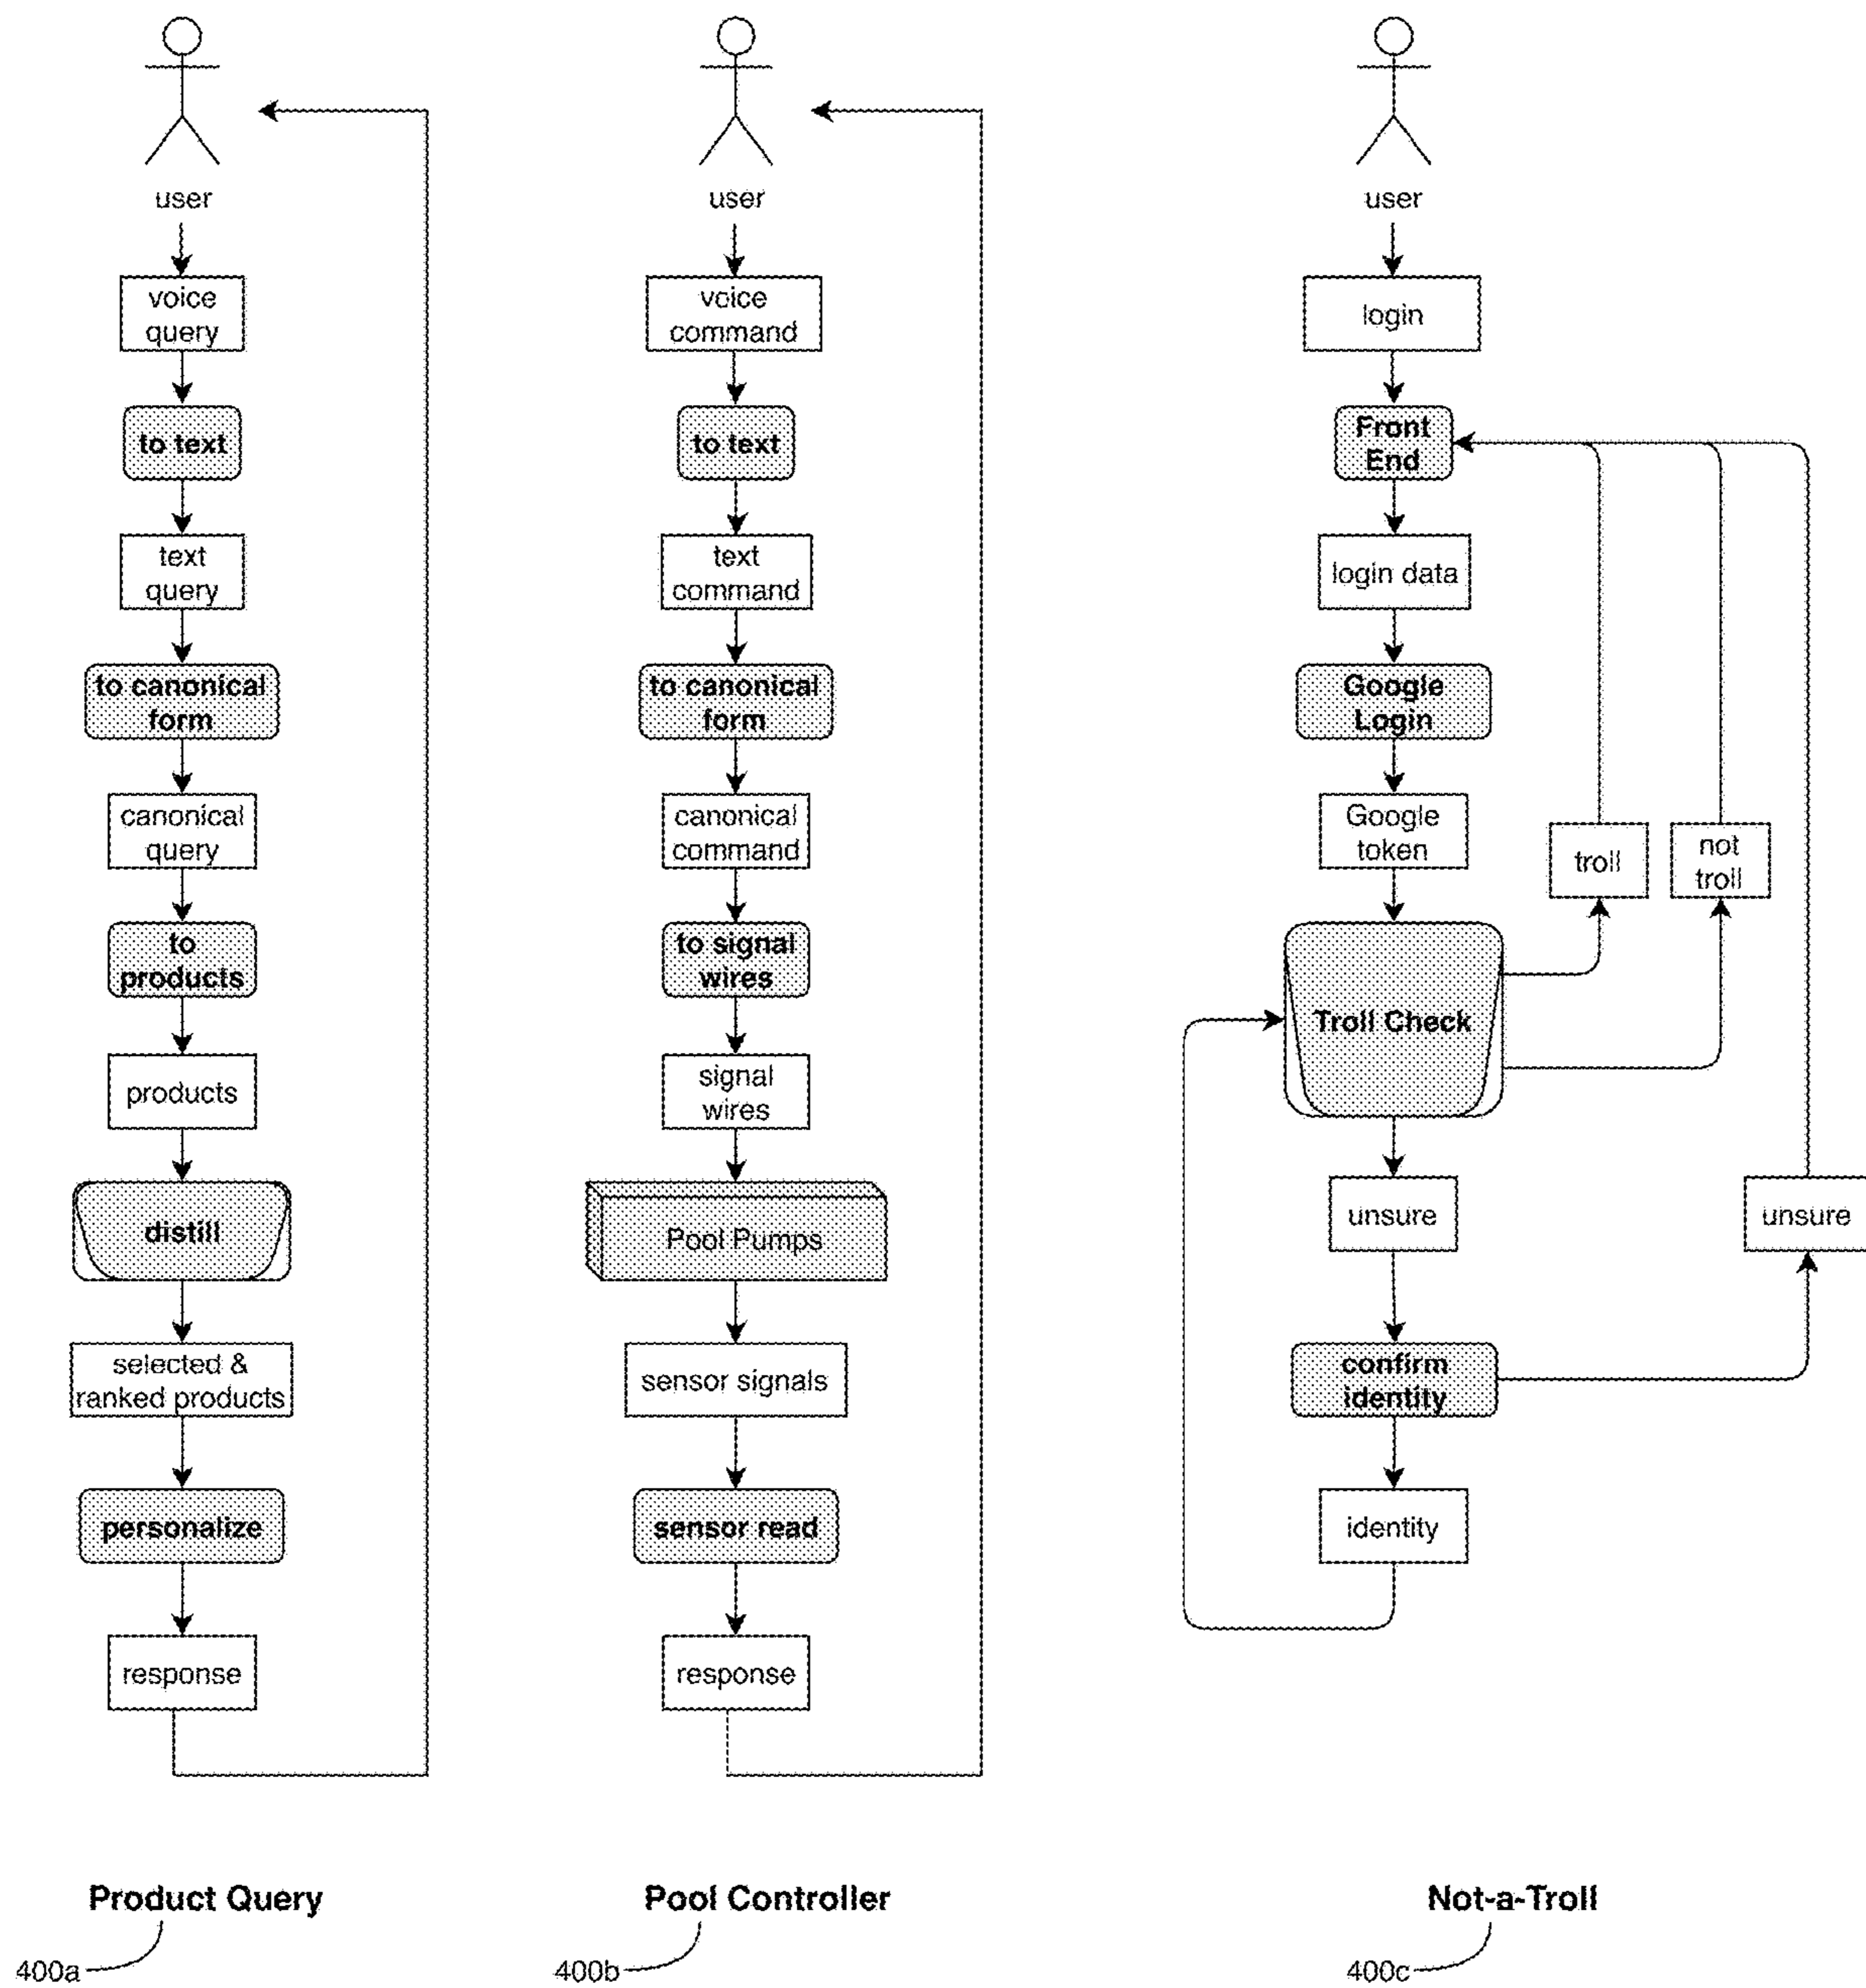 user
voice
query
to text
text
query
to canonical
form
canonical
query
to
products
products
distill
selected &
ranked products
personalize
response
Product Query
400a
user
voice
command
to text
text
command
to canonical
form
canonical
command
to signal
wires
signal
wires
Pool Pumps
sensor signals
sensor read
response
Pool Controller
400b
user
login
Front
End
login data
Google
Login
Google
token
troll
not
troll
Troll Check
unsure
unsure
confirm
identity
identity
Not-a-Troll
400c